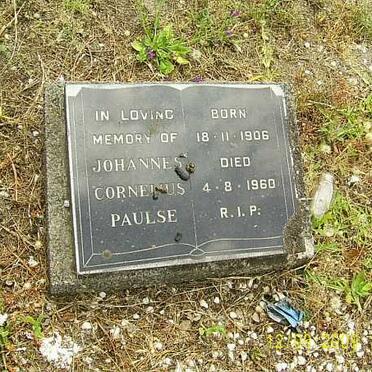 IN LOVING
MEMORY OF
JOHANNES
CORNELIUS
PAULSE
BORN
18·11·1906
DIED
4·8·1960
R.I.P.